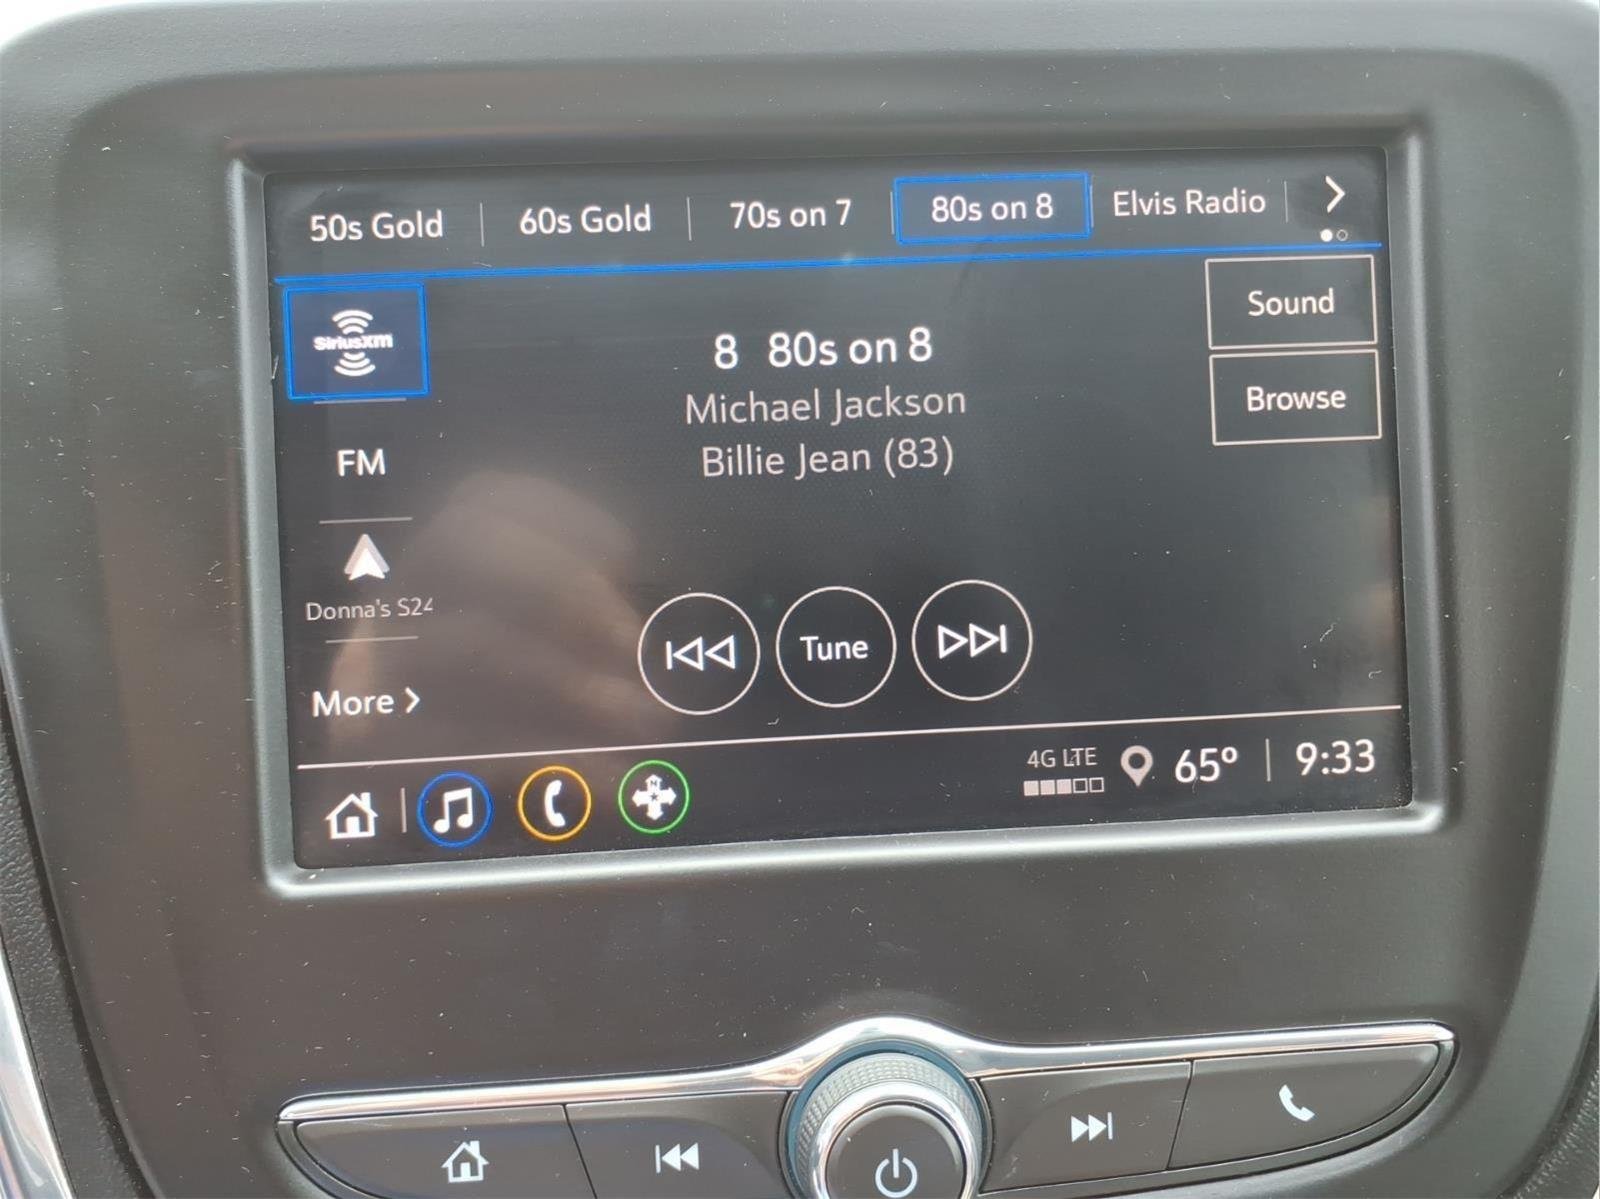 50s Gold
60s Gold
70s on 7
80s on 8
Elvis Radio
SiriusXM
8 80s on 8
Sound
Michael Jackson
Browse
Billie Jean (83)
FM
Donna's S24
Tune
More
4G LTE
65°
9:33
N